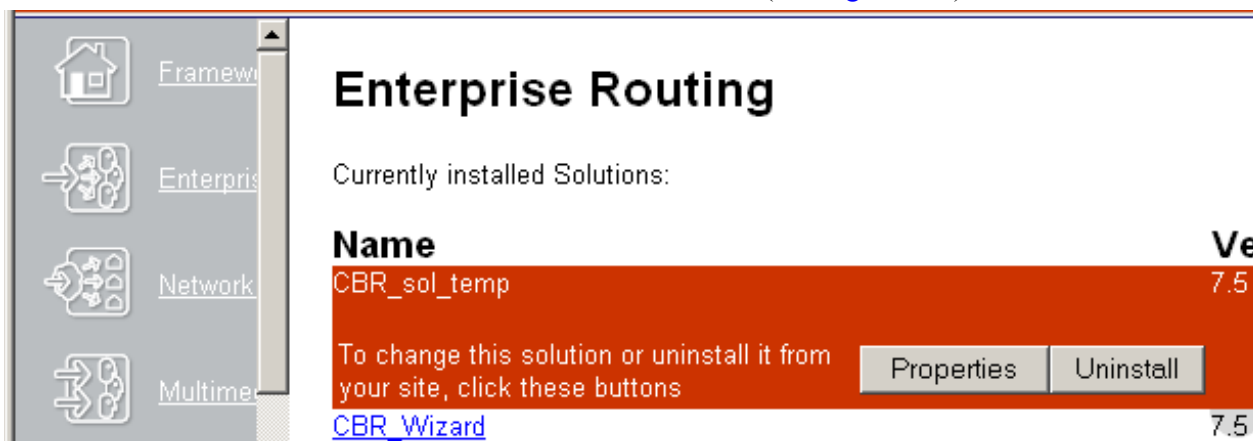 Enterprise Routing
Currently installed Solutions:
Name Ve
CBR_sol_temp 7.5
To change this solution or uninstall it from
your site, click these buttons
Properties Uninstall
CBR_Wizard 7.5
Framew
Enterpris
Network
Multime